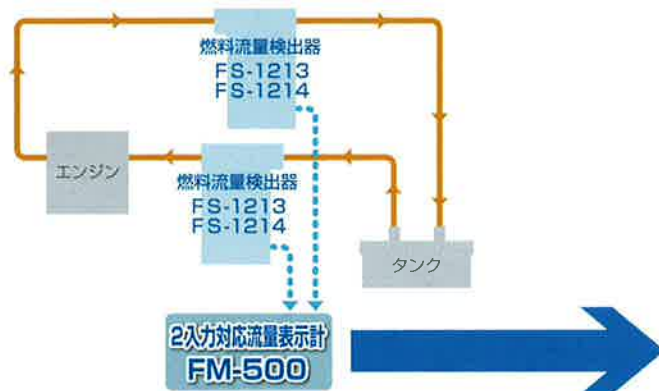 燃料流量検出器
FS-1213
FS-1214
エンジン
燃料流量検出器
FS-1213
FS-1214
タンク
2入力対応流量表示計
FM-500